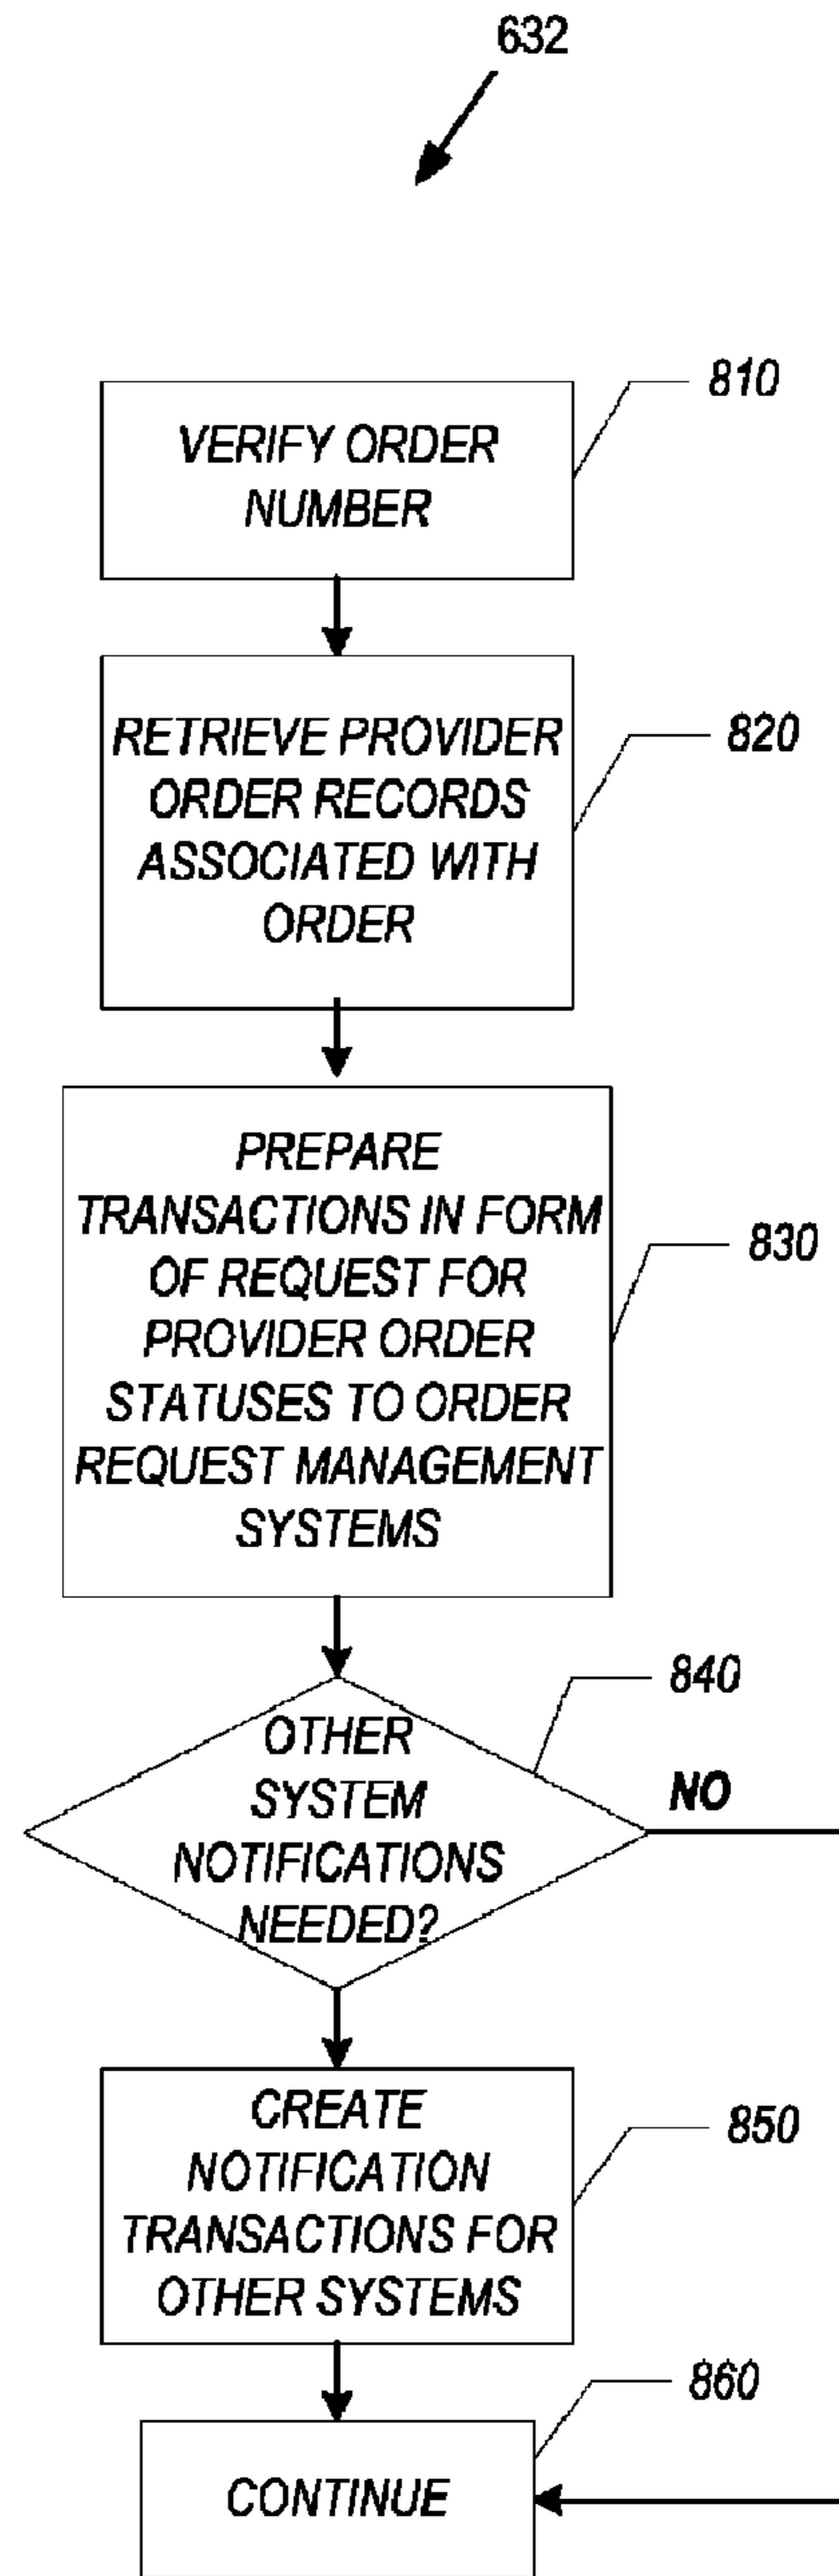 632
810
VERIFY ORDER
NUMBER
820
RETRIEVE PROVIDER
ORDER RECORDS
ASSOCIATED WITH
ORDER
830
PREPARE
TRANSACTIONS IN FORM
OF REQUEST FOR
PROVIDER ORDER
STATUSES TO ORDER
REQUEST MANAGEMENT
SYSTEMS
840
OTHER
SYSTEM
NOTIFICATIONS
NEEDED?
NO
850
CREATE
NOTIFICATION
TRANSACTIONS FOR
OTHER SYSTEMS
860
CONTINUE